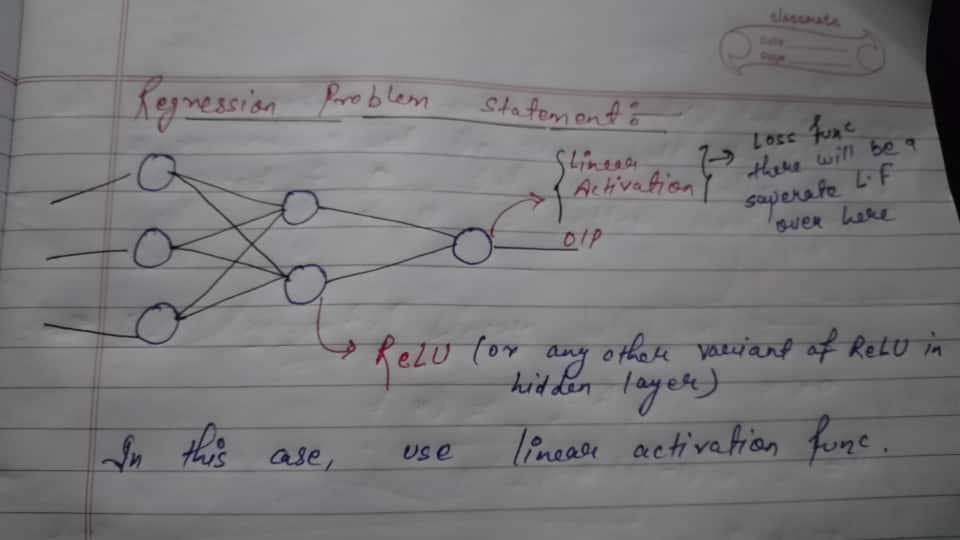 classmate
Date
Page
Regression Problem Statement:
Linear
Activation
Loss func
there will be a
saperate L.F
over here
O/P
ReLU (or any other variant of ReLU in
hidden layer)
In this case, use linear activation func.